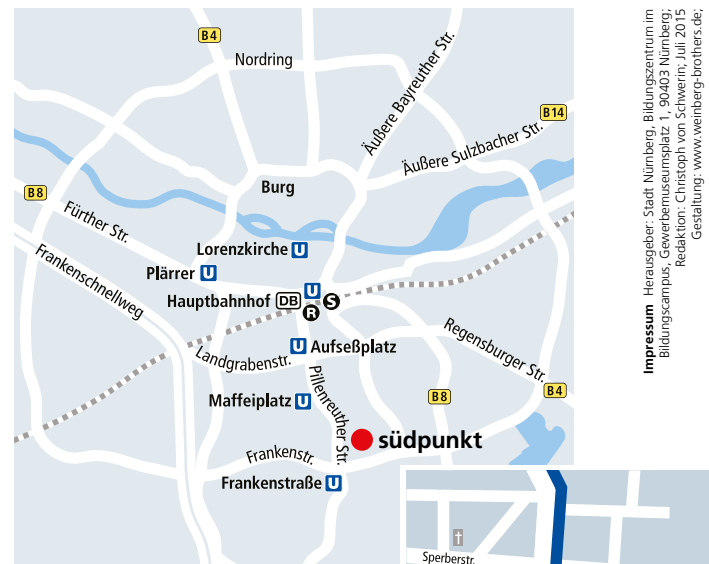 B4
Nordring
Äußere Bayreuther Str.
B14
Äußere Sulzbacher Str.
Burg
B8
Fürther Str.
Lorenzkirche U
Plärrer U
Frankenschnellweg
U
Hauptbahnhof DB
S
R
U Aufseßplatz
Landgrabenstr.
Regensburger Str.
Pillenreuther Str.
B8
B4
Maffeiplatz U
südpunkt
Frankenstr.
Frankenstraße U
Sperberstr.
Impressum Herausgeber: Stadt Nürnberg, Bildungszentrum im
Bildungscampus, Gewerbemuseumsplatz 1, 90403 Nürnberg;
Redaktion: Christoph von Schwerin; Juli 2015
Gestaltung: www.weinberg-brothers.de;